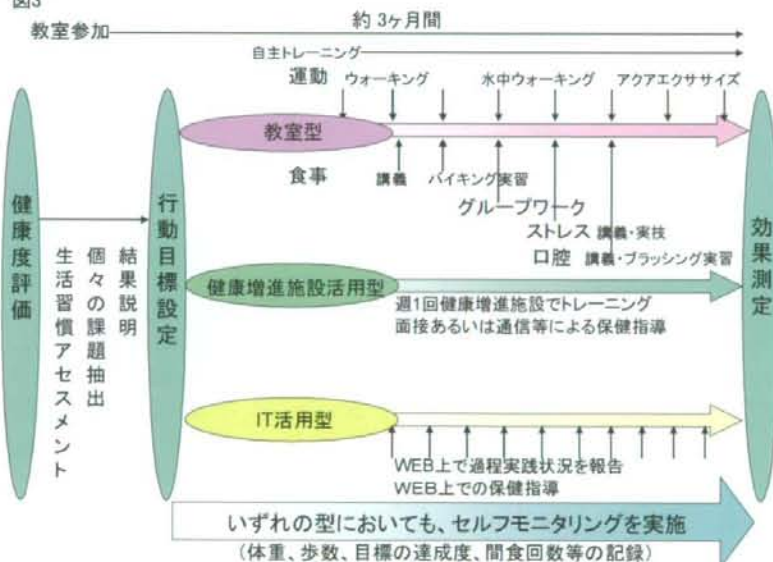 図3
教室参加
約 3ヶ月間
自主トレーニング
運動 ウォーキング 水中ウォーキング アクアエクササイズ
教室型
食事 講義 バイキング実習
グループワーク
ストレス 講義・実技
口腔 講義・ブラッシング実習
健康度評価
生活習慣アセスメント
個々の課題抽出
結果説明
行動目標設定
効果測定
健康増進施設活用型
週1回健康増進施設でトレーニング
面接あるいは通信等による保健指導
IT活用型
WEB上で過程実践状況を報告
WEB上での保健指導
いずれの型においても、セルフモニタリングを実施
(体重、歩数、目標の達成度、間食回数等の記録)